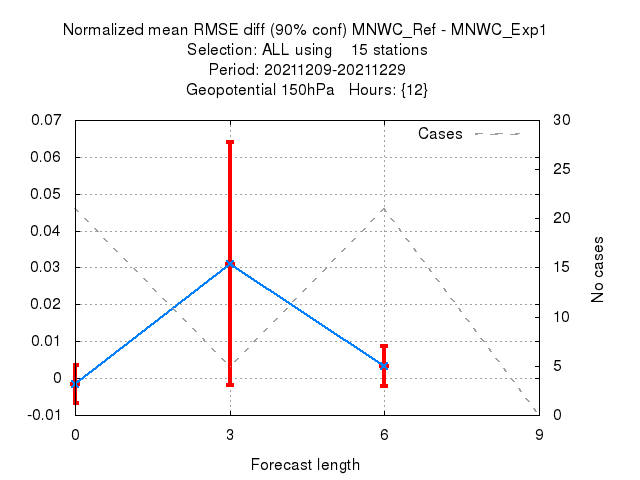 Normalized mean RMSE diff (90% conf) MNWC_Ref - MNWC_Exp1
Selection: ALL using    15 stations
Period: 20211209-20211229
Geopotential 150hPa   Hours: {12}
Cases
0.07
0.06
0.05
0.04
0.03
0.02
0.01
0
-0.01
30
25
20
15
10
5
0
No cases
0
3
6
9
Forecast length